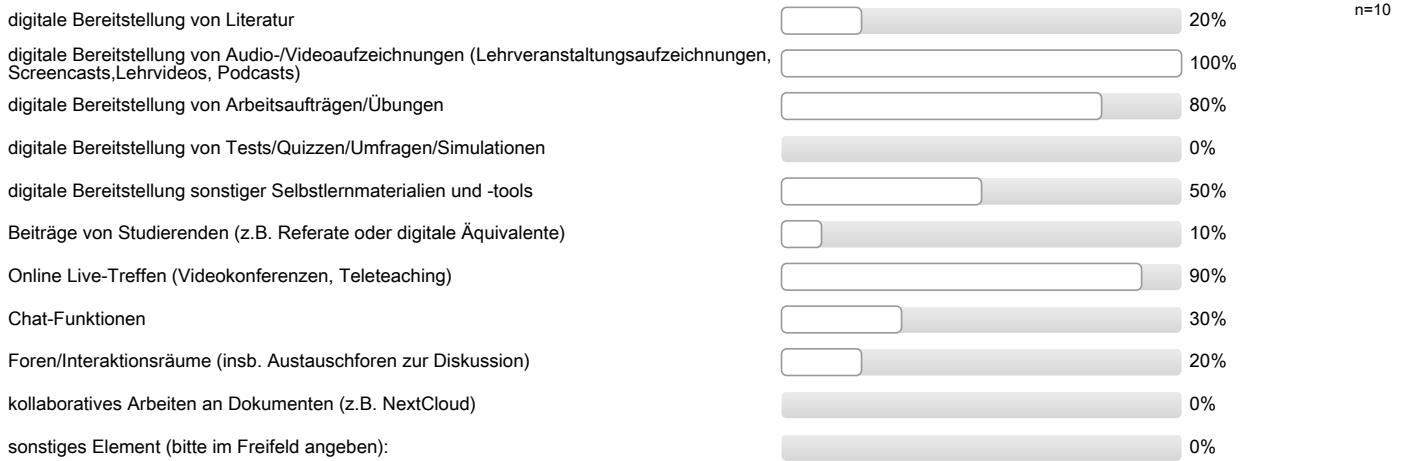 digitale Bereitstellung von Literatur 20% n=10
digitale Bereitstellung von Audio-/Videoaufzeichnungen (Lehrveranstaltungsaufzeichnungen,
Screencasts,Lehrvideos, Podcasts) 100%
digitale Bereitstellung von Arbeitsaufträgen/Übungen 80%
digitale Bereitstellung von Tests/Quizzen/Umfragen/Simulationen 0%
digitale Bereitstellung sonstiger Selbstlernmaterialien und -tools 50%
Beiträge von Studierenden (z.B. Referate oder digitale Äquivalente) 10%
Online Live-Treffen (Videokonferenzen, Teleteaching) 90%
Chat-Funktionen 30%
Foren/Interaktionsräume (insb. Austauschforen zur Diskussion) 20%
kollaboratives Arbeiten an Dokumenten (z.B. NextCloud) 0%
sonstiges Element (bitte im Freifeld angeben): 0%